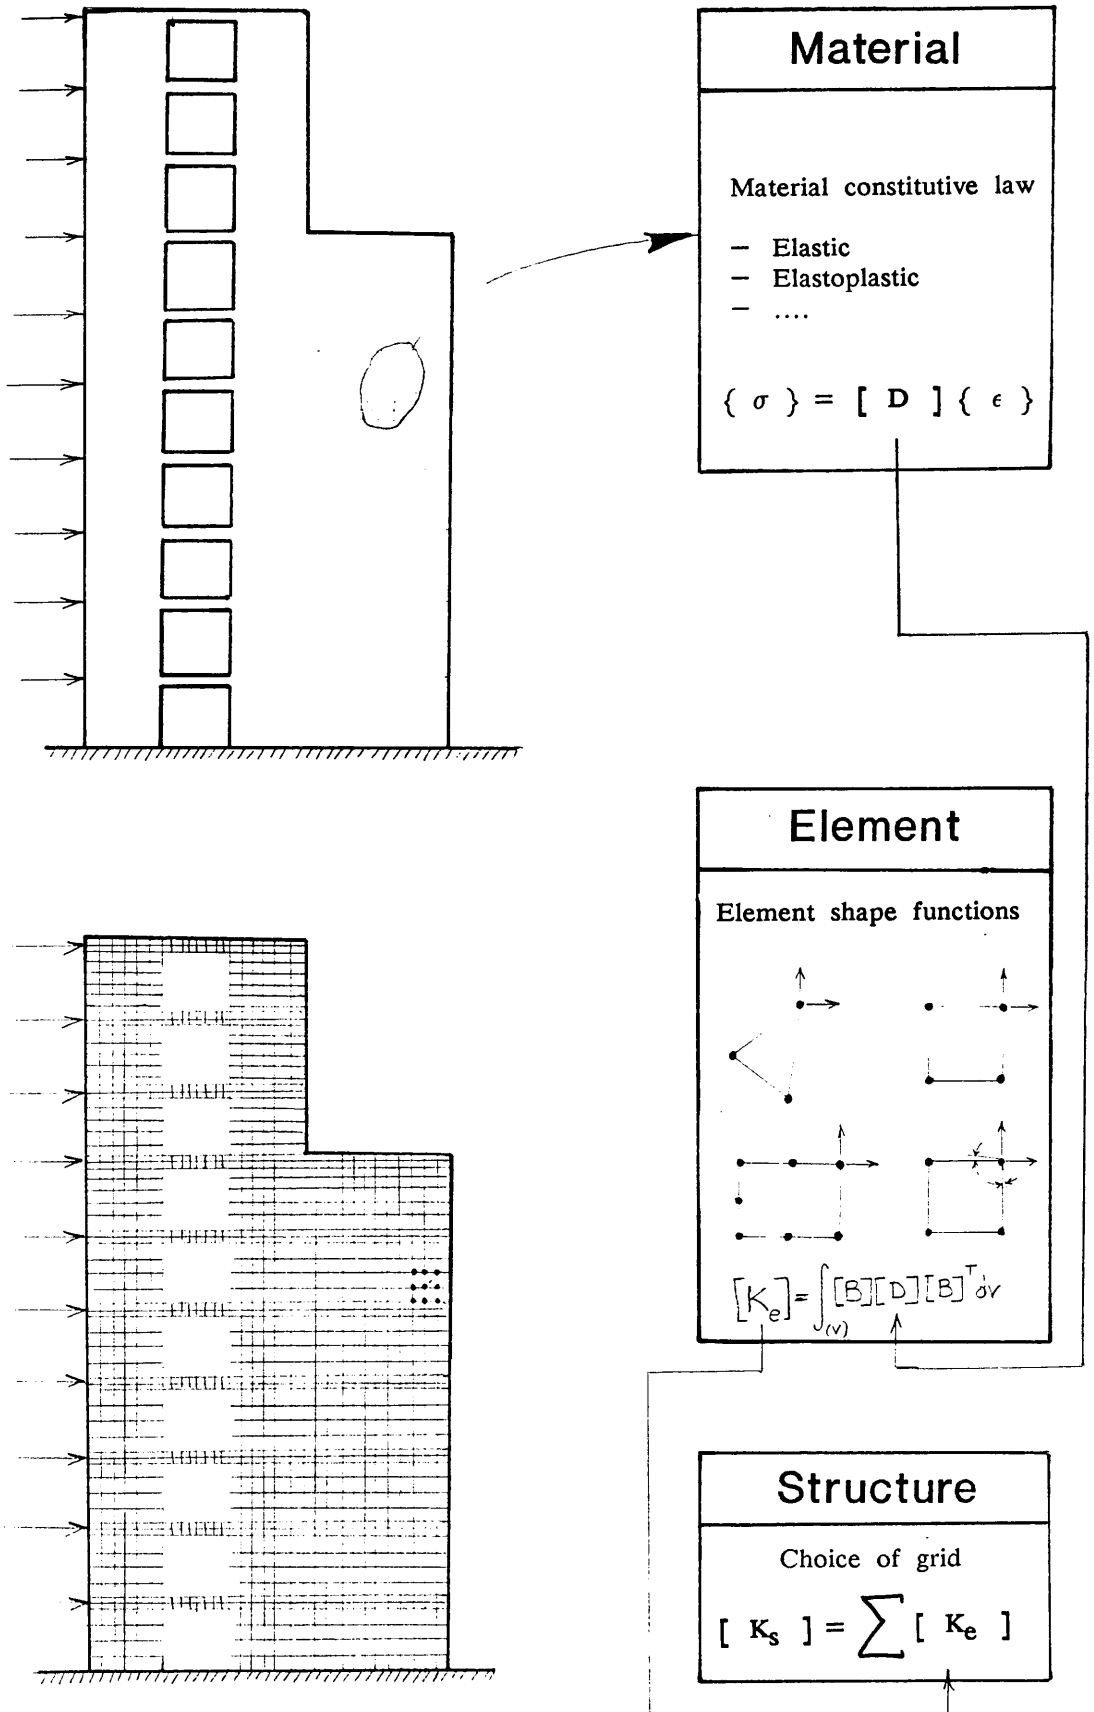 Material
Material constitutive law
– Elastic
– Elastoplastic
– ....
{ σ } = [ D ] { ϵ }
Element
Element shape functions
[Ke] = ∫(v) [B][D][B]ᵀ dv
Structure
Choice of grid
[ Ks ] = ∑ [ Ke ]